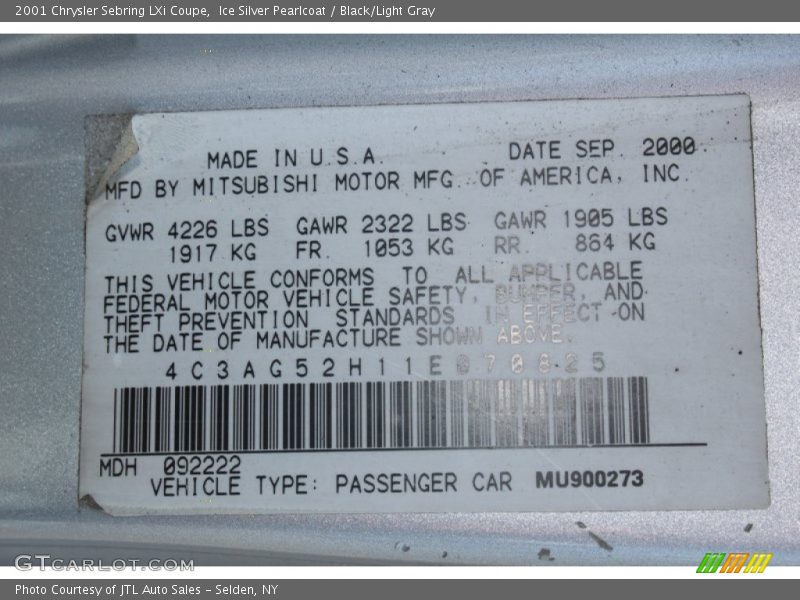 2001 Chrysler Sebring LXi Coupe,  Ice Silver Pearlcoat / Black/Light Gray
MADE IN U.S.A. DATE SEP. 2000
MFD BY MITSUBISHI MOTOR MFG. OF AMERICA, INC.
GVWR 4226 LBS GAWR 2322 LBS GAWR 1905 LBS
1917 KG FR. 1053 KG RR. 864 KG
THIS VEHICLE CONFORMS TO ALL APPLICABLE
FEDERAL MOTOR VEHICLE SAFETY, BUMPER, AND
THEFT PREVENTION STANDARDS IN EFFECT ON
THE DATE OF MANUFACTURE SHOWN ABOVE.
4C3AG52H11E070825
MDH 092222
VEHICLE TYPE: PASSENGER CAR MU900273
GTcarlot.com
Photo Courtesy of JTL Auto Sales - Selden, NY